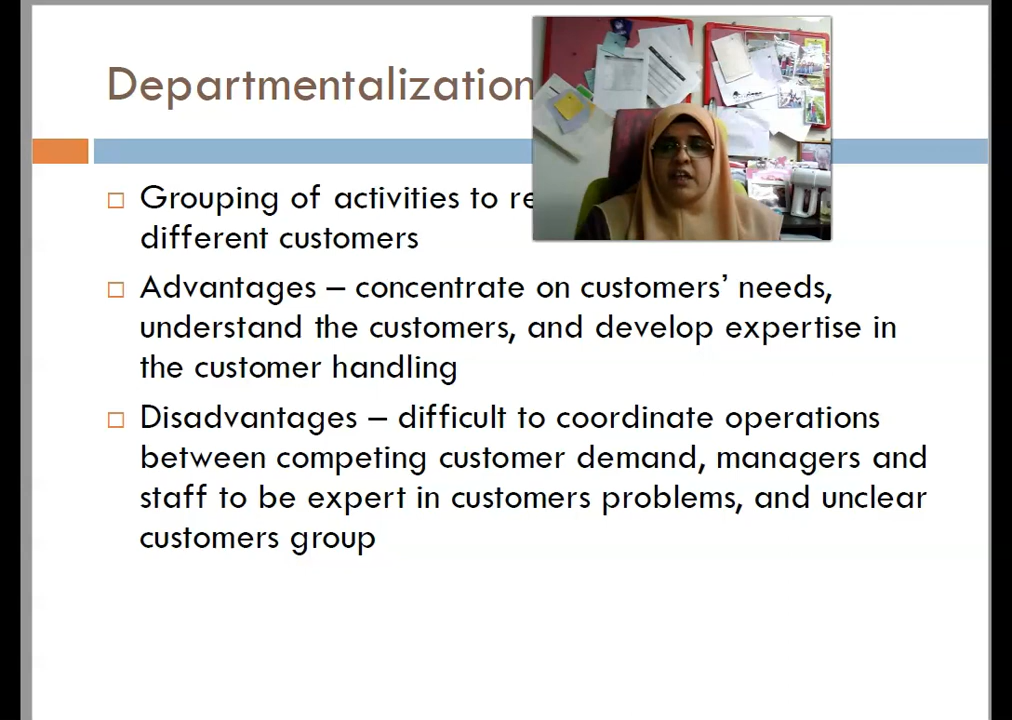 Departmentalization
Grouping of activities to re
different customers
Advantages – concentrate on customers’ needs,
understand the customers, and develop expertise in
the customer handling
Disadvantages – difficult to coordinate operations
between competing customer demand, managers and
staff to be expert in customers problems, and unclear
customers group